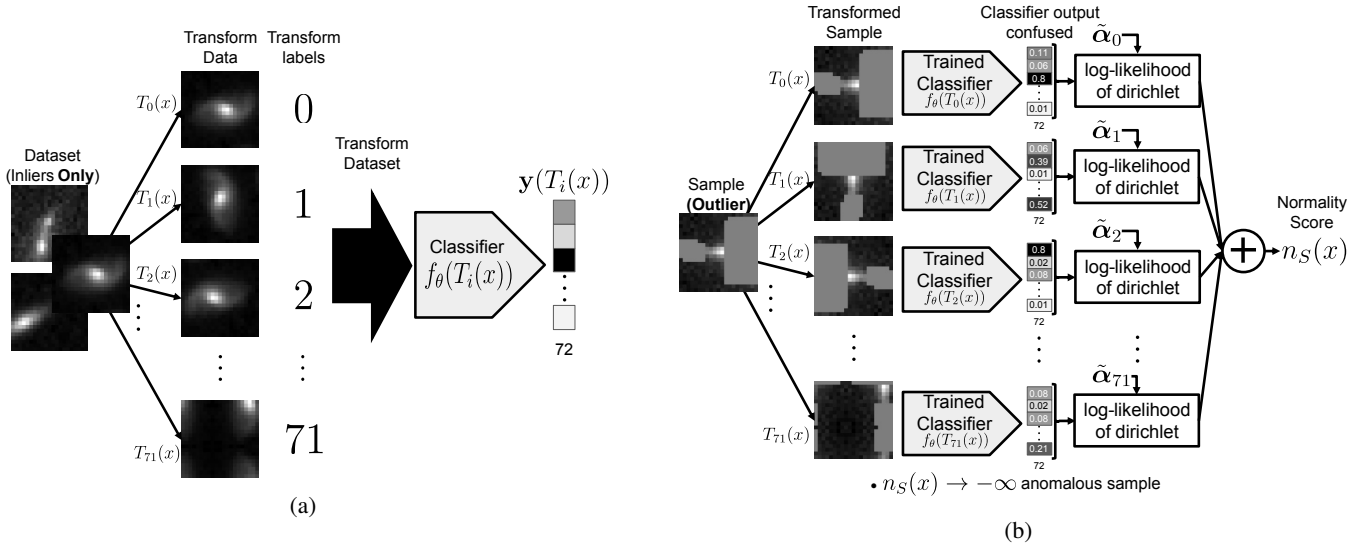 Transform
Data
Transform
labels
T_0(x)
0
Dataset
(Inliers Only)
T_1(x)
1
Transform
Dataset
y(T_i(x))
Classifier
f_θ(T_i(x))
T_2(x)
2
72
T_71(x)
71
(a)
Transformed
Sample
Classifier output
confused
T_0(x)
Trained
Classifier
f_θ(T_0(x))
0.11
0.06
0.8
0.01
72
α̃_0
log-likelihood
of dirichlet
Sample
(Outlier)
T_1(x)
Trained
Classifier
f_θ(T_1(x))
0.06
0.39
0.01
0.52
72
α̃_1
log-likelihood
of dirichlet
T_2(x)
Trained
Classifier
f_θ(T_2(x))
0.8
0.02
0.08
0.01
72
α̃_2
log-likelihood
of dirichlet
+
Normality
Score
n_S(x)
T_71(x)
Trained
Classifier
f_θ(T_71(x))
0.08
0.02
0.08
0.21
72
α̃_71
log-likelihood
of dirichlet
• n_S(x) → −∞ anomalous sample
(b)